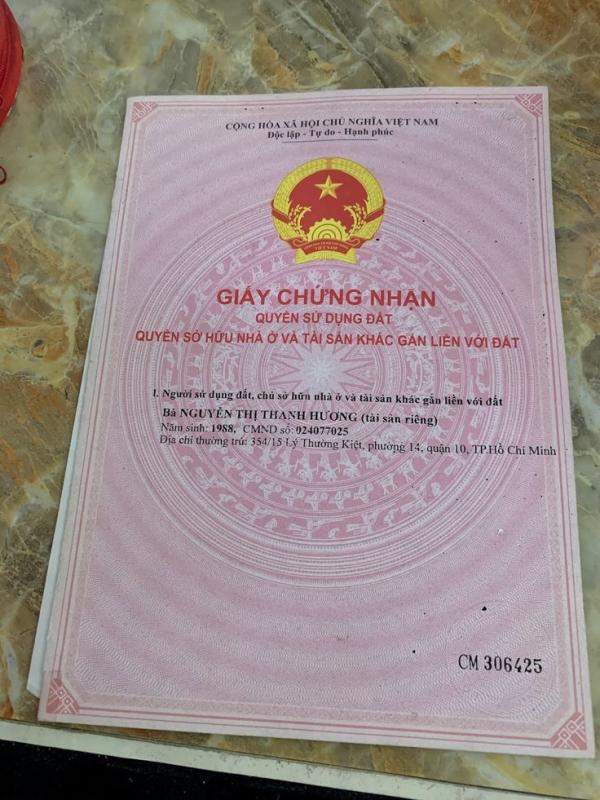 CỘNG HÒA XÃ HỘI CHỦ NGHĨA VIỆT NAM
Độc lập - Tự do - Hạnh phúc
GIẤY CHỨNG NHẬN
QUYỀN SỬ DỤNG ĐẤT
QUYỀN SỞ HỮU NHÀ Ở VÀ TÀI SẢN KHÁC GẮN LIỀN VỚI ĐẤT
I. Người sử dụng đất, chủ sở hữu nhà ở và tài sản khác gắn liền với đất
Bà NGUYỄN THỊ THANH HƯƠNG (tài sản riêng)
Năm sinh: 1988, CMND số: 024077025
Địa chỉ thường trú: 354/15 Lý Thường Kiệt, phường 14, quận 10, TP.Hồ Chí Minh
CM 306425